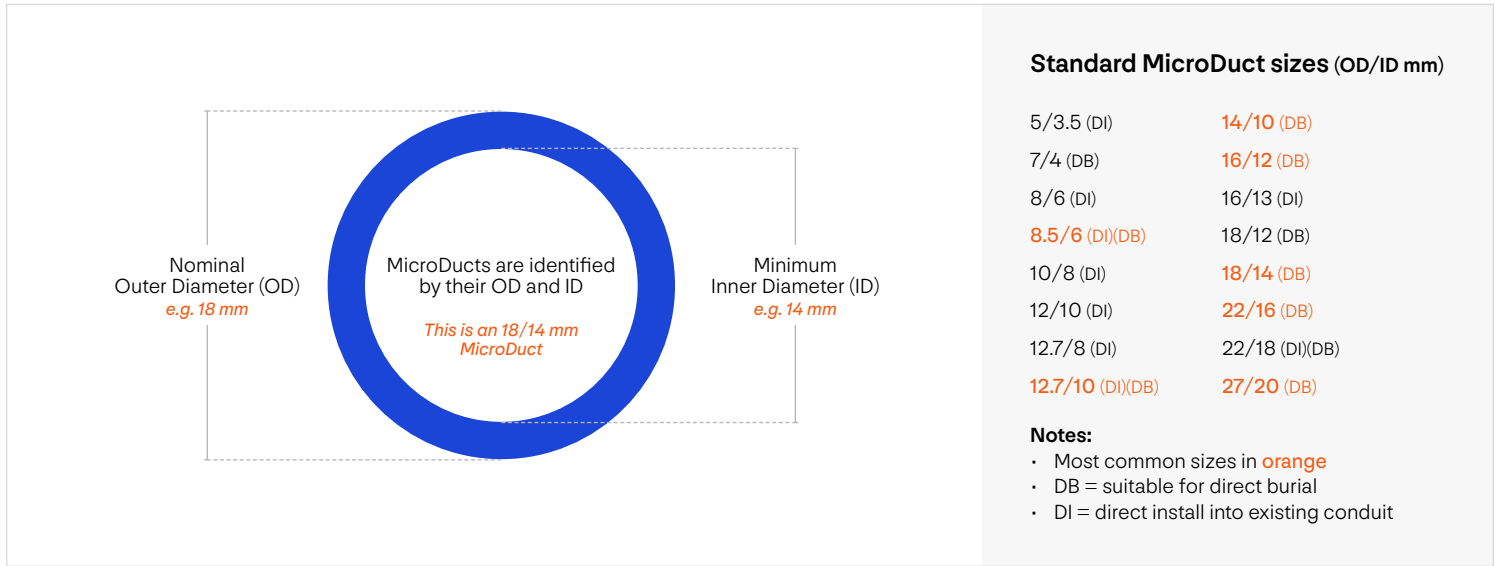 Nominal
Outer Diameter (OD)
e.g. 18 mm
MicroDucts are identified
by their OD and ID
This is an 18/14 mm
MicroDuct
Minimum
Inner Diameter (ID)
e.g. 14 mm
Standard MicroDuct sizes (OD/ID mm)
5/3.5 (DI)
7/4 (DB)
8/6 (DI)
8.5/6 (DI)(DB)
10/8 (DI)
12/10 (DI)
12.7/8 (DI)
12.7/10 (DI)(DB)
14/10 (DB)
16/12 (DB)
16/13 (DI)
18/12 (DB)
18/14 (DB)
22/16 (DB)
22/18 (DI)(DB)
27/20 (DB)
Notes:
• Most common sizes in orange
• DB = suitable for direct burial
• DI = direct install into existing conduit